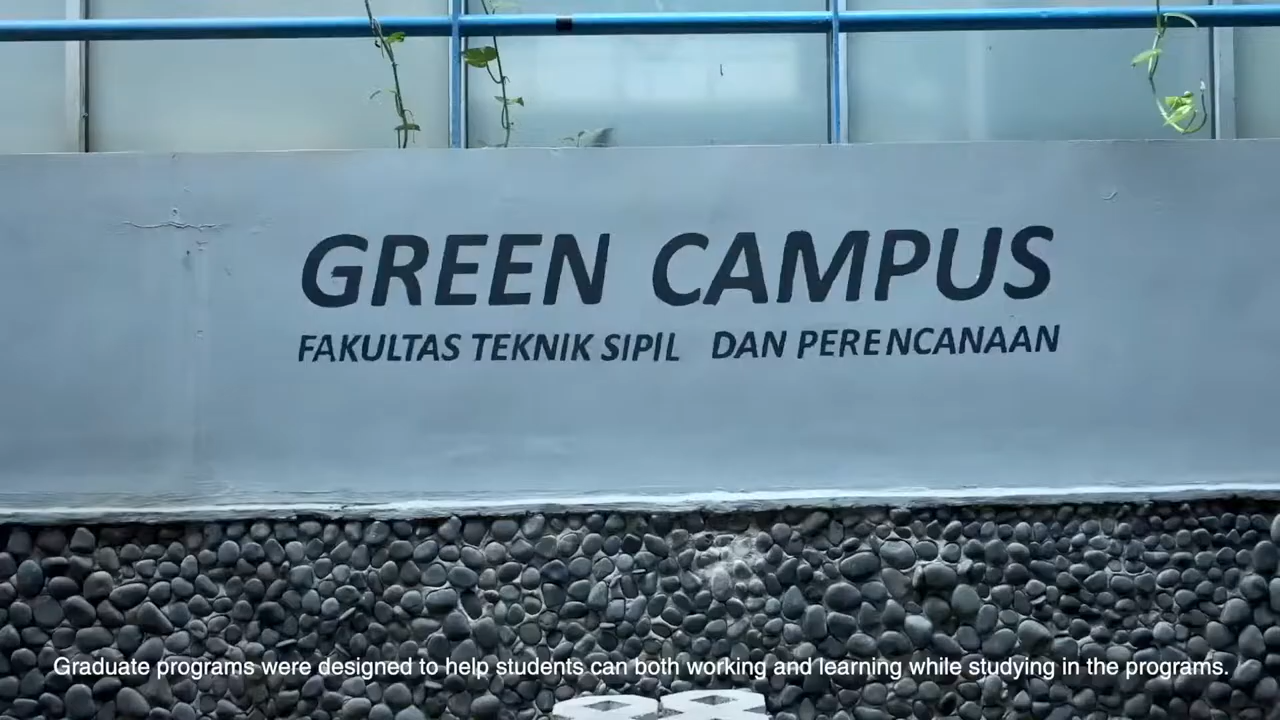 GREEN CAMPUS
FAKULTAS TEKNIK SIPIL DAN PERENCANAAN
Graduate programs were designed to help students can both working and learning while studying in the programs.